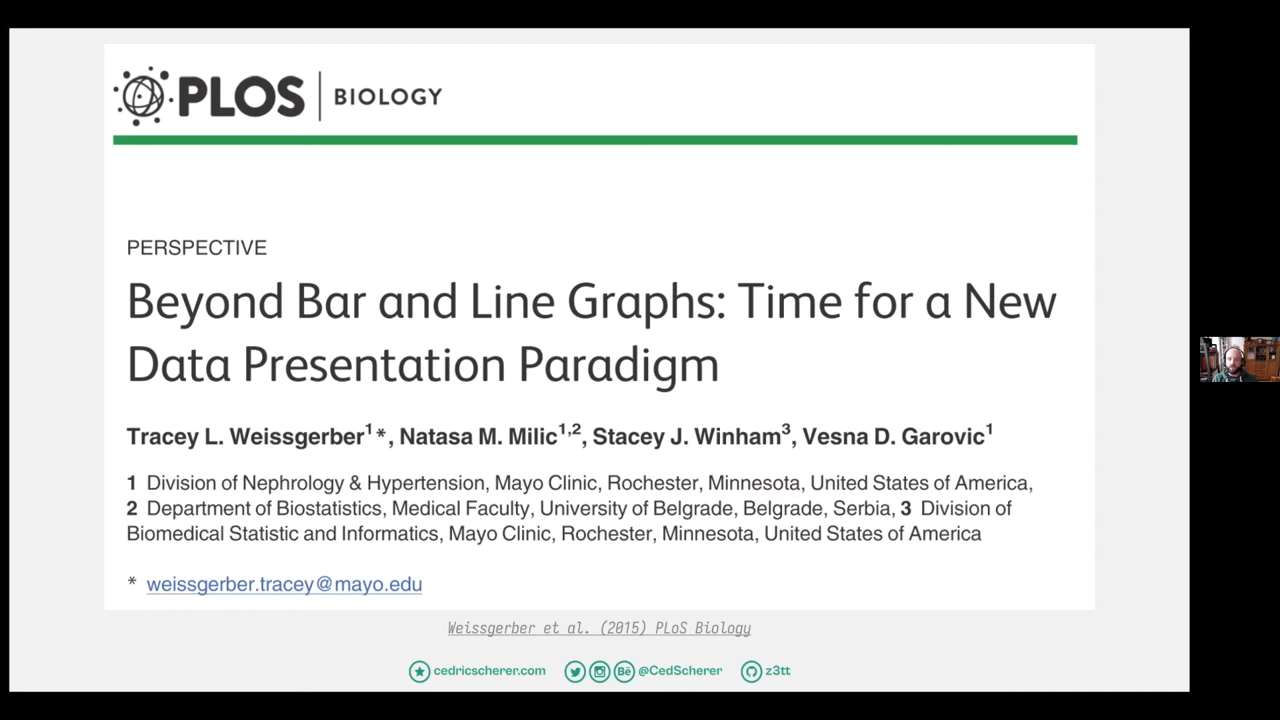 PLOS | BIOLOGY
PERSPECTIVE
Beyond Bar and Line Graphs: Time for a New
Data Presentation Paradigm
Tracey L. Weissgerber1*, Natasa M. Milic1,2, Stacey J. Winham3, Vesna D. Garovic1
1 Division of Nephrology & Hypertension, Mayo Clinic, Rochester, Minnesota, United States of America,
2 Department of Biostatistics, Medical Faculty, University of Belgrade, Belgrade, Serbia, 3 Division of
Biomedical Statistic and Informatics, Mayo Clinic, Rochester, Minnesota, United States of America
* weissgerber.tracey@mayo.edu
Weissgerber et al. (2015) PLoS Biology
cedricscherer.com Bē @CedScherer z3tt